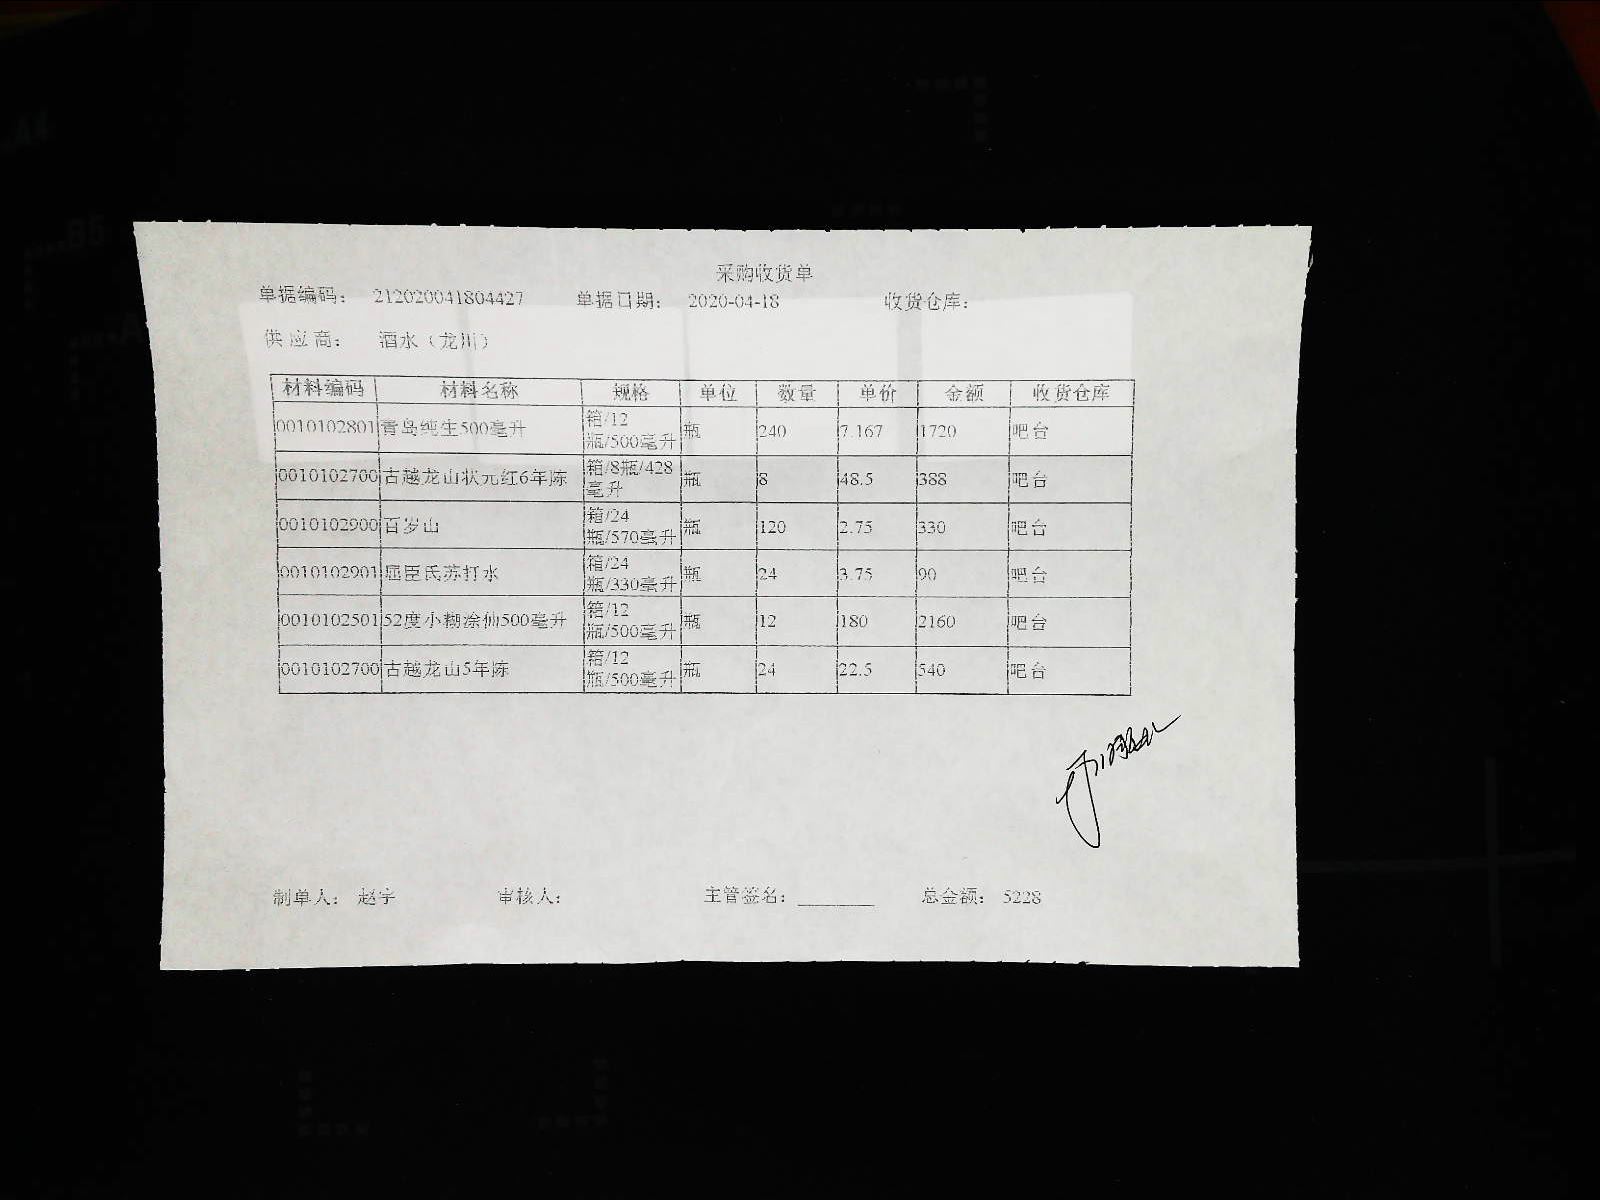 采购收货单
单据编码： 212020041804427 单据日期： 2020-04-18 收货仓库：
供应商： 酒水（龙川）
材料编码 材料名称 规格 单位 数量 单价 金额 收货仓库
0010102801 青岛纯生500毫升 箱/12瓶/500毫升 瓶 240 7.167 1720 吧台
0010102700 古越龙山状元红6年陈 箱/8瓶/428毫升 瓶 8 48.5 388 吧台
0010102900 百岁山 箱/24瓶/570毫升 瓶 120 2.75 330 吧台
0010102901 屈臣氏苏打水 箱/24瓶/330毫升 瓶 24 3.75 90 吧台
0010102501 52度小糊涂仙500毫升 箱/12瓶/500毫升 瓶 12 180 2160 吧台
0010102700 古越龙山5年陈 箱/12瓶/500毫升 瓶 24 22.5 540 吧台
制单人： 赵宇 审核人： 主管签名： 总金额： 5228